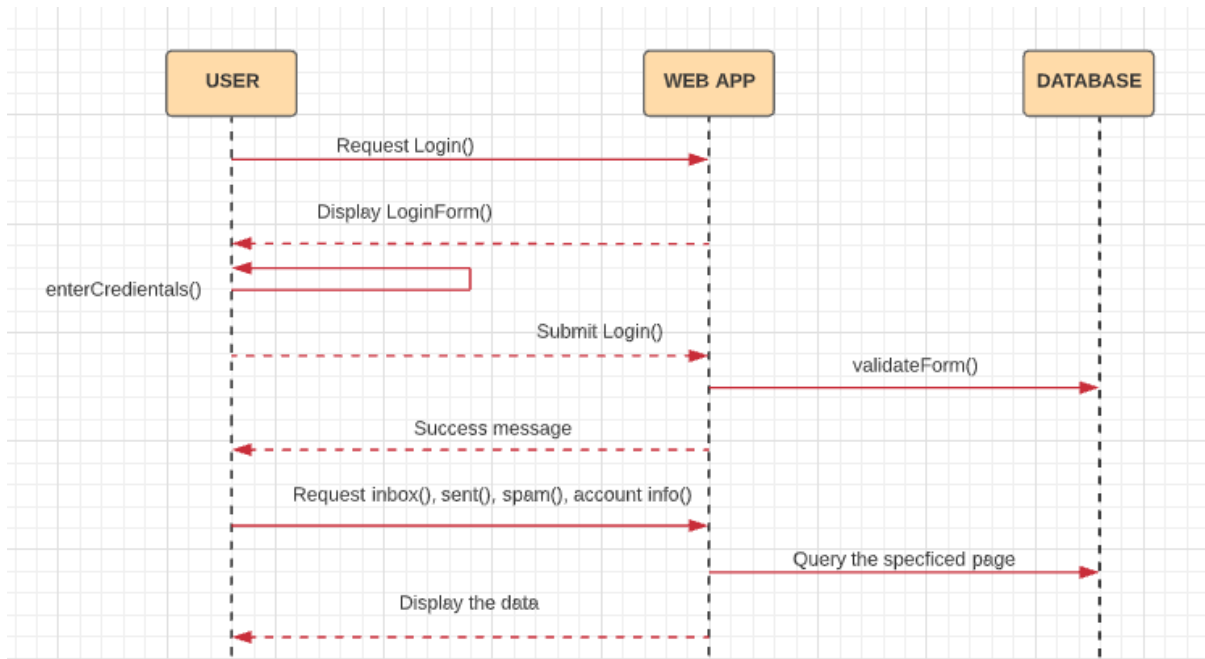 USER
WEB APP
DATABASE
Request Login()
Display LoginForm()
enterCredientals()
Submit Login()
validateForm()
Success message
Request inbox(), sent(), spam(), account info()
Query the specficed page
Display the data